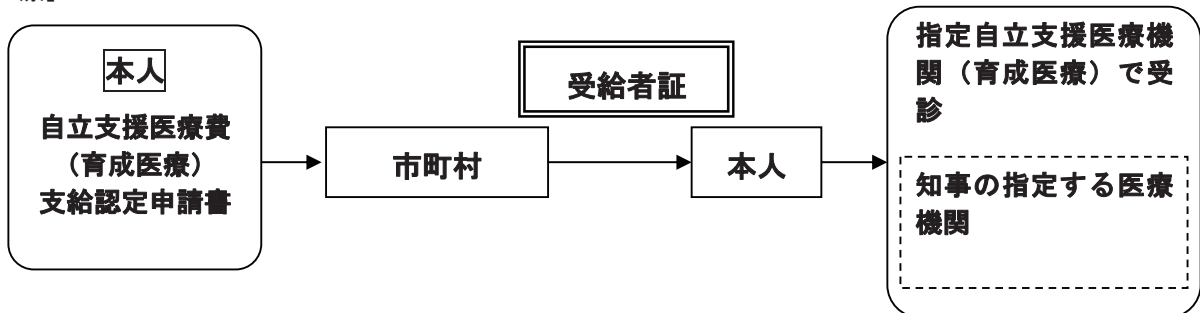 本人
自立支援医療費
（育成医療）
支給認定申請書
市町村
受給者証
本人
指定自立支援医療機
関（育成医療）で受
診
知事の指定する医療
機関